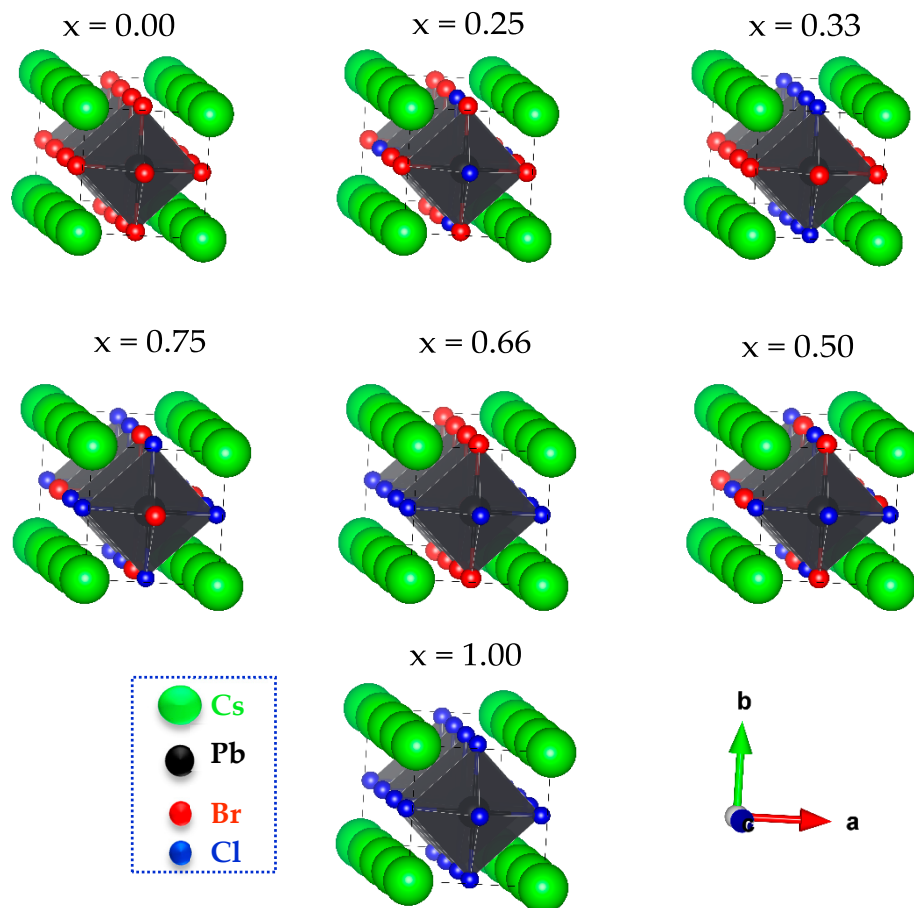 x = 0.00
x = 0.25
x = 0.33
x = 0.75
x = 0.66
x = 0.50
x = 1.00
Cs
Pb
Br
Cl
b
a
c